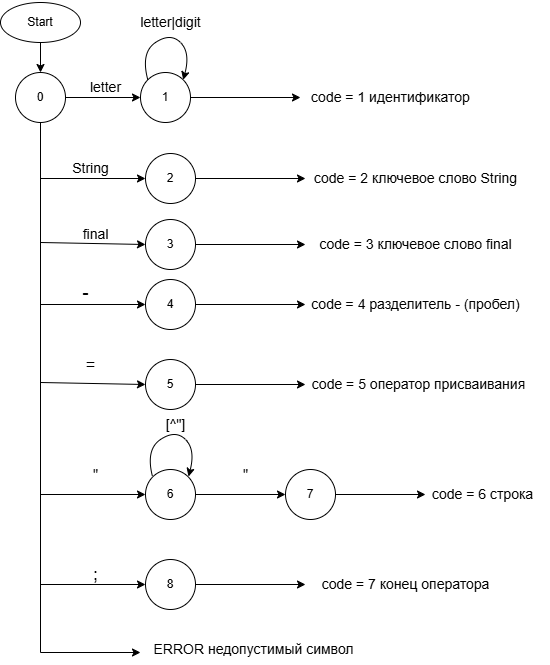 Start
letter|digit
0
letter
1
code = 1 идентификатор
String
2
code = 2 ключевое слово String
final
3
code = 3 ключевое слово final
-
4
code = 4 разделитель - (пробел)
=
5
code = 5 оператор присваивания
[^"]
"
6
"
7
code = 6 строка
;
8
code = 7 конец оператора
ERROR недопустимый символ